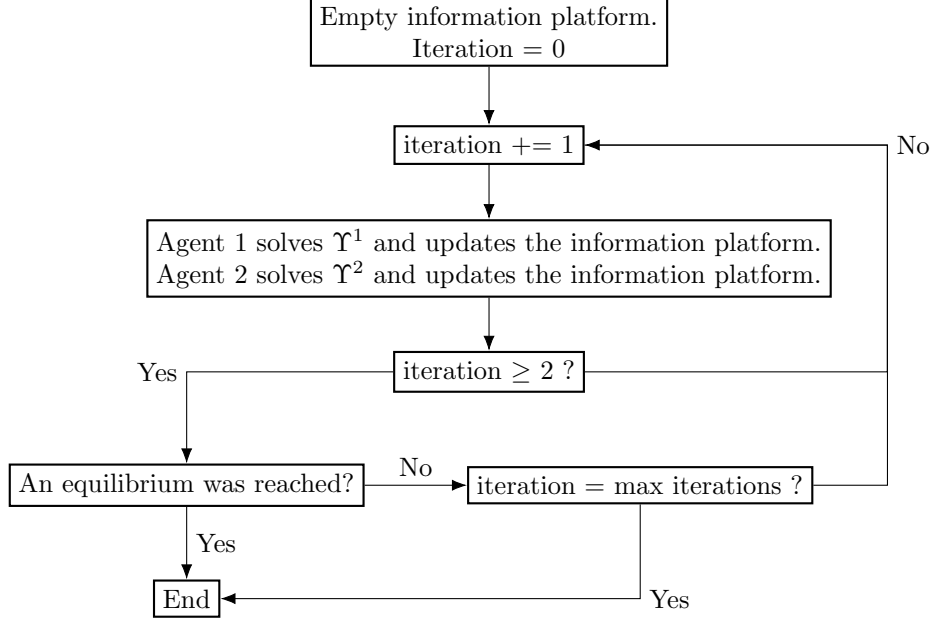 Empty information platform.
Iteration = 0
iteration += 1
No
Agent 1 solves ϒ¹ and updates the information platform.
Agent 2 solves ϒ² and updates the information platform.
Yes
iteration ≥ 2 ?
An equilibrium was reached?
No
iteration = max iterations ?
Yes
End
Yes